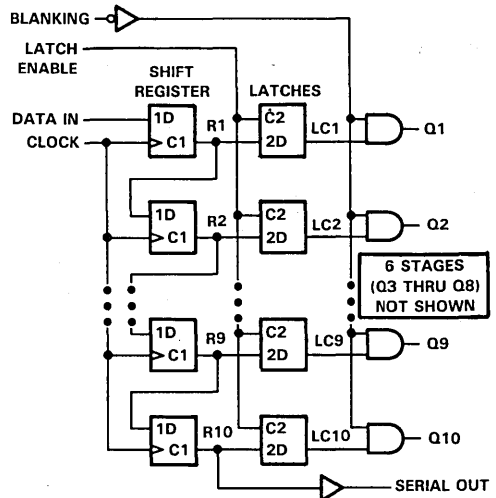 BLANKING
LATCH
ENABLE
SHIFT
REGISTER
LATCHES
DATA IN
CLOCK
1D
C1
R1
C2
2D
LC1
Q1
1D
C1
R2
C2
2D
LC2
Q2
6 STAGES
(Q3 THRU Q8)
NOT SHOWN
1D
C1
R9
C2
2D
LC9
Q9
1D
C1
R10
C2
2D
LC10
Q10
SERIAL OUT